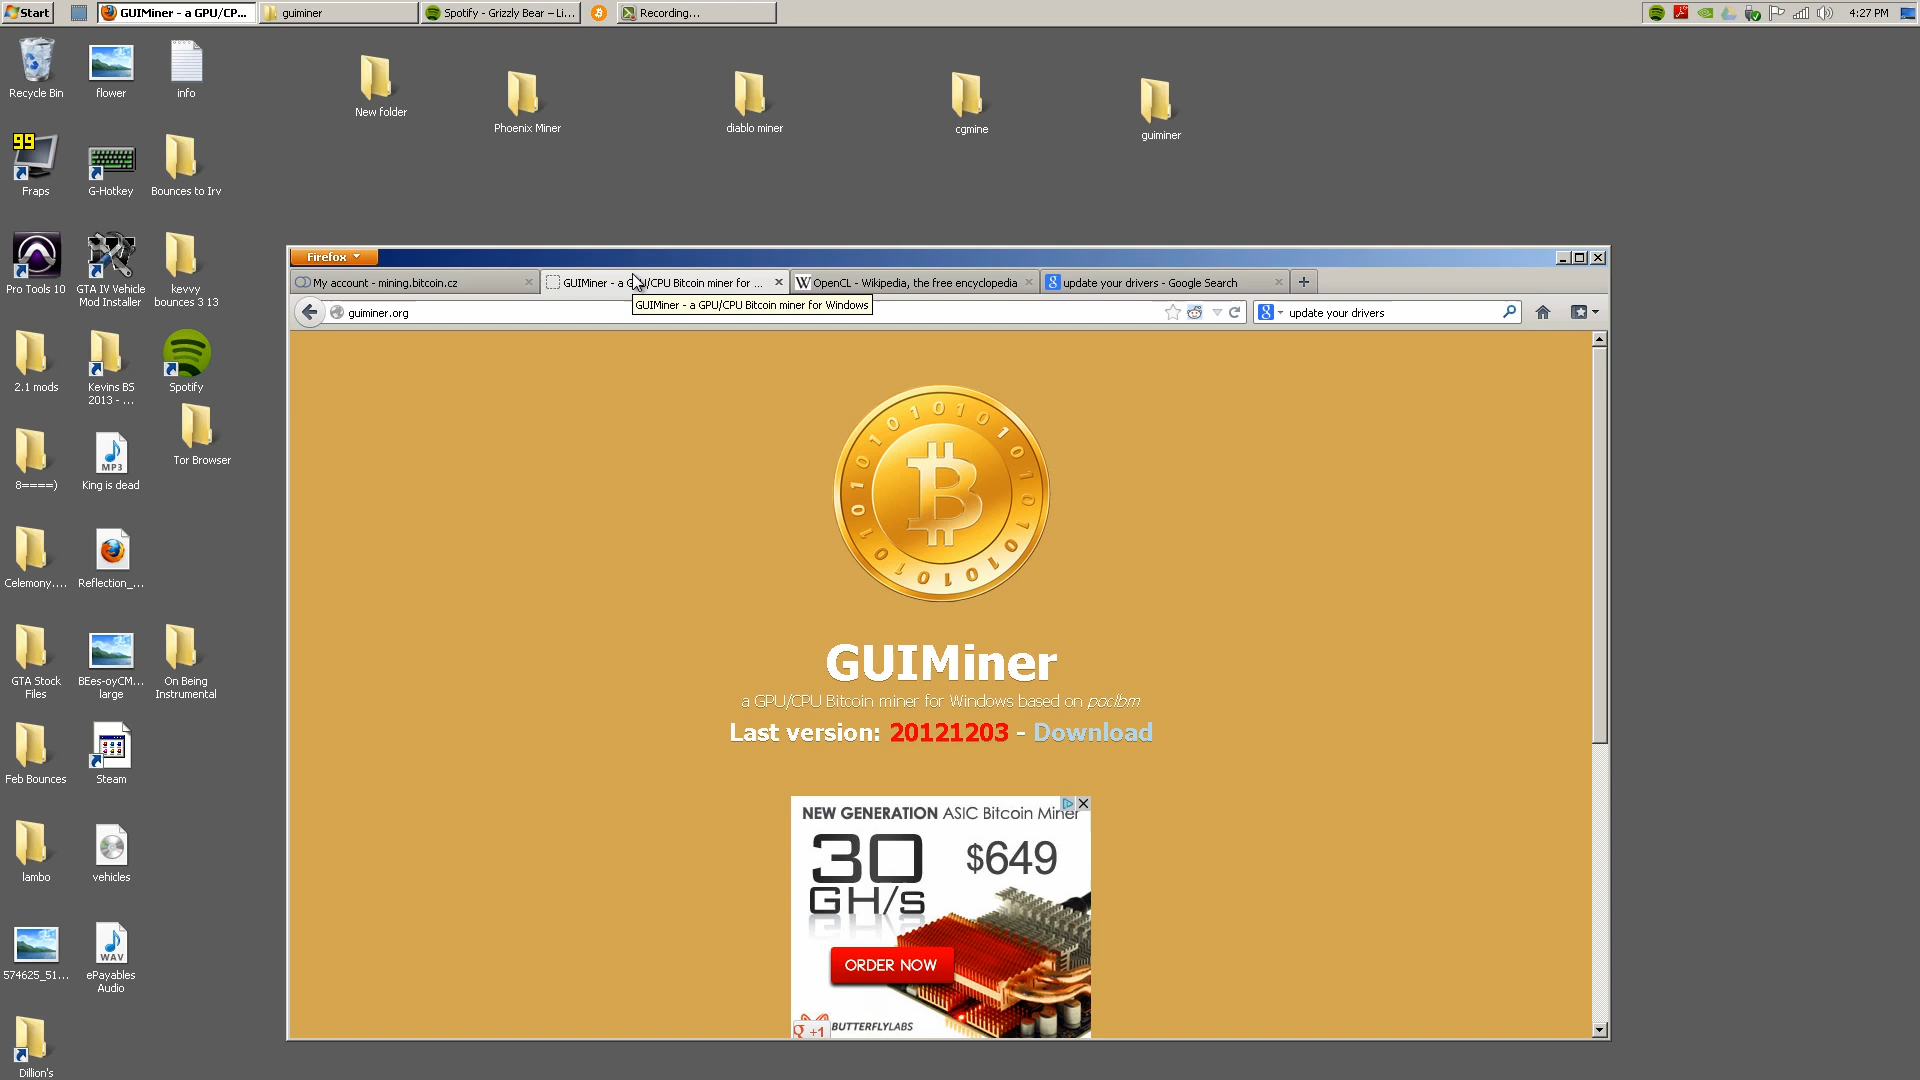 Start
GUIMiner - a GPU/CP...
guiminer
Spotify - Grizzly Bear – Li...
Recording...
4:27 PM
Recycle Bin
flower
info
New folder
Phoenix Miner
diablo miner
cgmine
guiminer
99
Fraps
G-Hotkey
Bounces to Irv
Pro Tools 10
GTA IV Vehicle
Mod Installer
kevvy
bounces 3 13
2.1 mods
Kevins BS
2013 - ...
Spotify
Tor Browser
8====)
MP3
King is dead
Celemony....
Reflection_...
GTA Stock
Files
BEes-oyCM...
large
On Being
Instrumental
Feb Bounces
Steam
lambo
vehicles
574625_51...
WAV
ePayables
Audio
Dillion's
Firefox
My account - mining.bitcoin.cz
GUIMiner - a GPU/CPU Bitcoin miner for ...
W OpenCL - Wikipedia, the free encyclopedia
8 update your drivers - Google Search
guiminer.org
GUIMiner - a GPU/CPU Bitcoin miner for Windows
8 update your drivers
GUIMiner
a GPU/CPU Bitcoin miner for Windows based on poclbm
Last version: 20121203 - Download
NEW GENERATION ASIC Bitcoin Miner
30
GH/s
$649
ORDER NOW
BUTTERFLYLABS
g +1